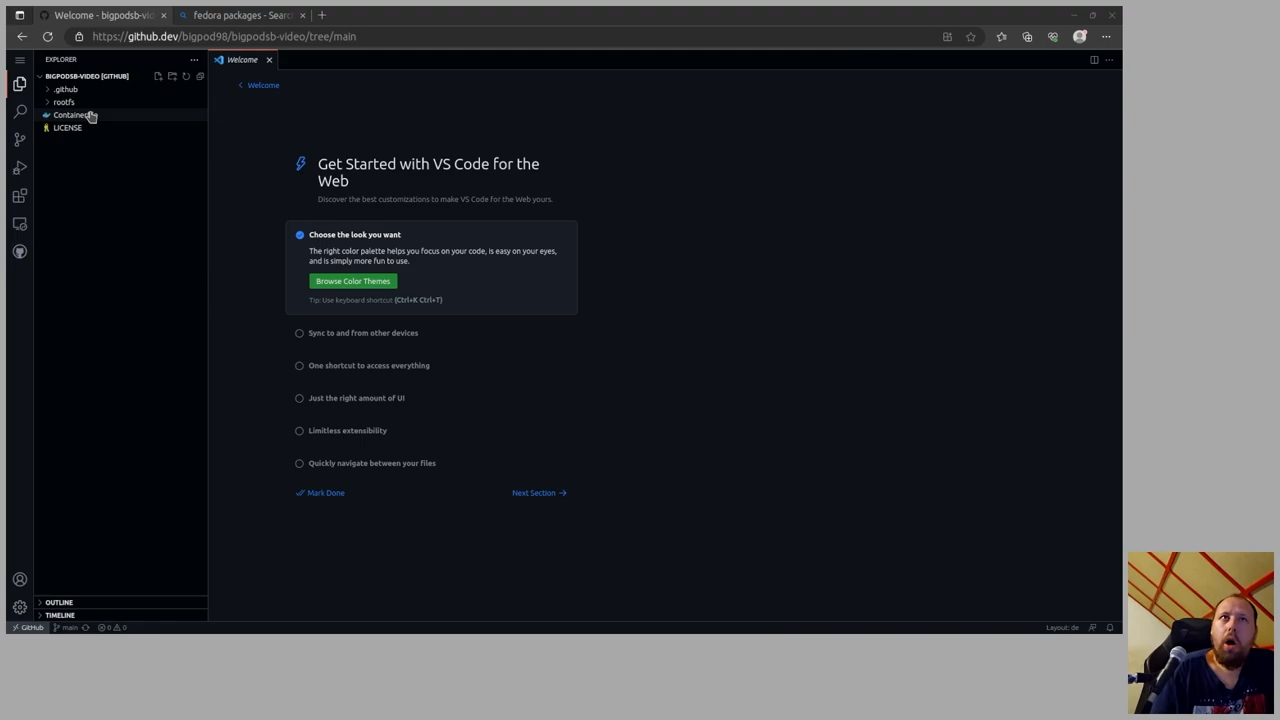 Welcome - bigpodsb-vid
fedora packages - Searc
https://github.dev/bigpod98/bigpodsb-video/tree/main
EXPLORER
BIGPODSB-VIDEO [GITHUB]
.github
rootfs
LICENSE
OUTLINE
TIMELINE
Welcome
Welcome
Get Started with VS Code for the
Web
Discover the best customizations to make VS Code for the Web yours.
Choose the look you want
The right color palette helps you focus on your code, is easy on your eyes,
and is simply more fun to use.
Browse Color Themes
Tip: Use keyboard shortcut (Ctrl+K Ctrl+T)
Sync to and from other devices
One shortcut to access everything
Just the right amount of UI
Limitless extensibility
Quickly navigate between your files
Mark Done
Next Section
GitHub
main
0 0
Layout: de